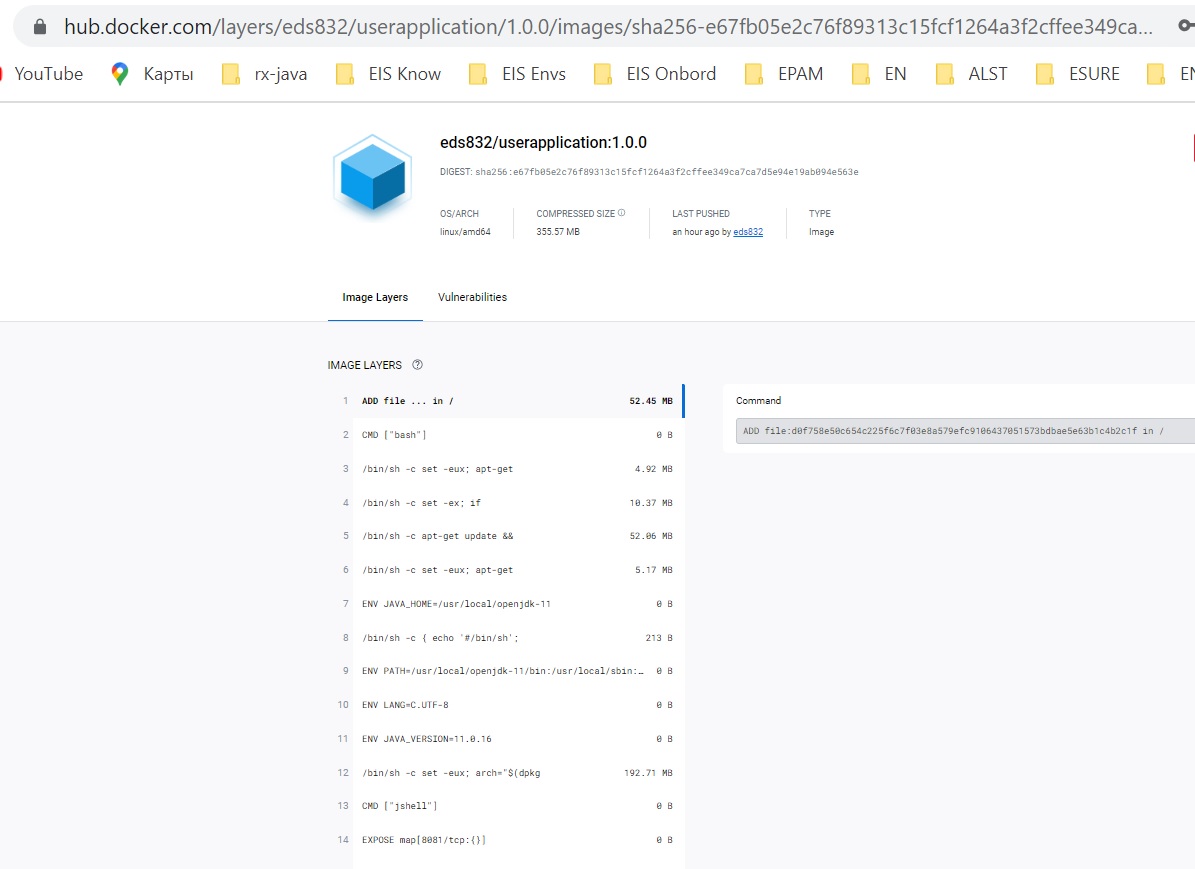 hub.docker.com/layers/eds832/userapplication/1.0.0/images/sha256-e67fb05e2c76f89313c15fcf1264a3f2cffee349ca...
YouTube Карты rx-java EIS Know EIS Envs EIS Onbord EPAM EN ALST ESURE EN
eds832/userapplication:1.0.0
DIGEST: sha256:e67fb05e2c76f89313c15fcf1264a3f2cffee349ca7ca7d5e94e19ab094e563e
OS/ARCH COMPRESSED SIZE LAST PUSHED TYPE
linux/amd64 355.57 MB an hour ago by eds832 Image
Image Layers Vulnerabilities
IMAGE LAYERS
1 ADD file ... in / 52.45 MB
Command
2 CMD ["bash"] 0 B
ADD file:d0f758e50c654c225f6c7f03e8a579efc9106437051573bdbae5e63b1c4b2c1f in /
3 /bin/sh -c set -eux; apt-get 4.92 MB
4 /bin/sh -c set -ex; if 10.37 MB
5 /bin/sh -c apt-get update && 52.06 MB
6 /bin/sh -c set -eux; apt-get 5.17 MB
7 ENV JAVA_HOME=/usr/local/openjdk-11 0 B
8 /bin/sh -c { echo '#/bin/sh'; 213 B
9 ENV PATH=/usr/local/openjdk-11/bin:/usr/local/sbin:… 0 B
10 ENV LANG=C.UTF-8 0 B
11 ENV JAVA_VERSION=11.0.16 0 B
12 /bin/sh -c set -eux; arch="$(dpkg 192.71 MB
13 CMD ["jshell"] 0 B
14 EXPOSE map[8081/tcp:{}] 0 B